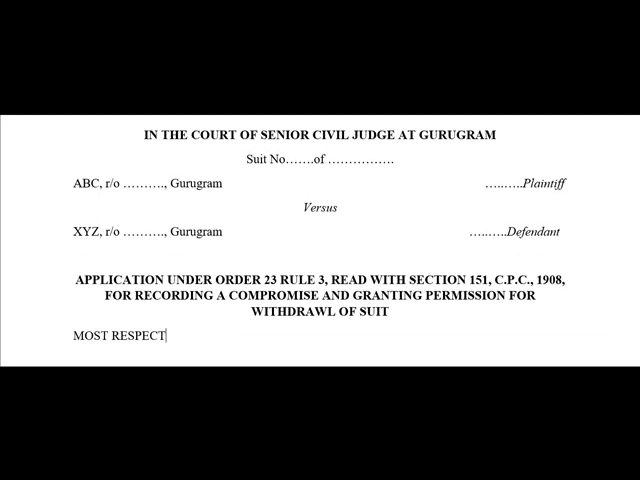 IN THE COURT OF SENIOR CIVIL JUDGE AT GURUGRAM
Suit No…….of …………….
ABC, r/o ………., Gurugram …..…..Plaintiff
Versus
XYZ, r/o ………., Gurugram …..…..Defendant
APPLICATION UNDER ORDER 23 RULE 3, READ WITH SECTION 151, C.P.C., 1908,
FOR RECORDING A COMPROMISE AND GRANTING PERMISSION FOR
WITHDRAWL OF SUIT
MOST RESPECT